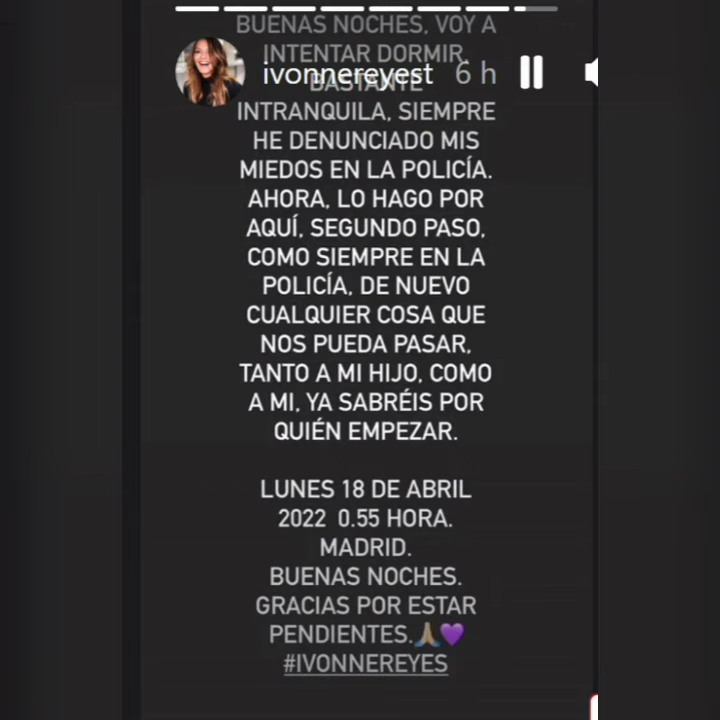 BUENAS NOCHES, VOY A
INTENTAR DORMIR,
ivonnereyest 6 h
BASTANTE
INTRANQUILA, SIEMPRE
HE DENUNCIADO MIS
MIEDOS EN LA POLICÍA.
AHORA, LO HAGO POR
AQUÍ, SEGUNDO PASO,
COMO SIEMPRE EN LA
POLICÍA, DE NUEVO
CUALQUIER COSA QUE
NOS PUEDA PASAR,
TANTO A MI HIJO, COMO
A MI, YA SABRÉIS POR
QUIÉN EMPEZAR.
LUNES 18 DE ABRIL
2022 0.55 HORA.
MADRID.
BUENAS NOCHES.
GRACIAS POR ESTAR
PENDIENTES.🙏🏽💜
#IVONNEREYES